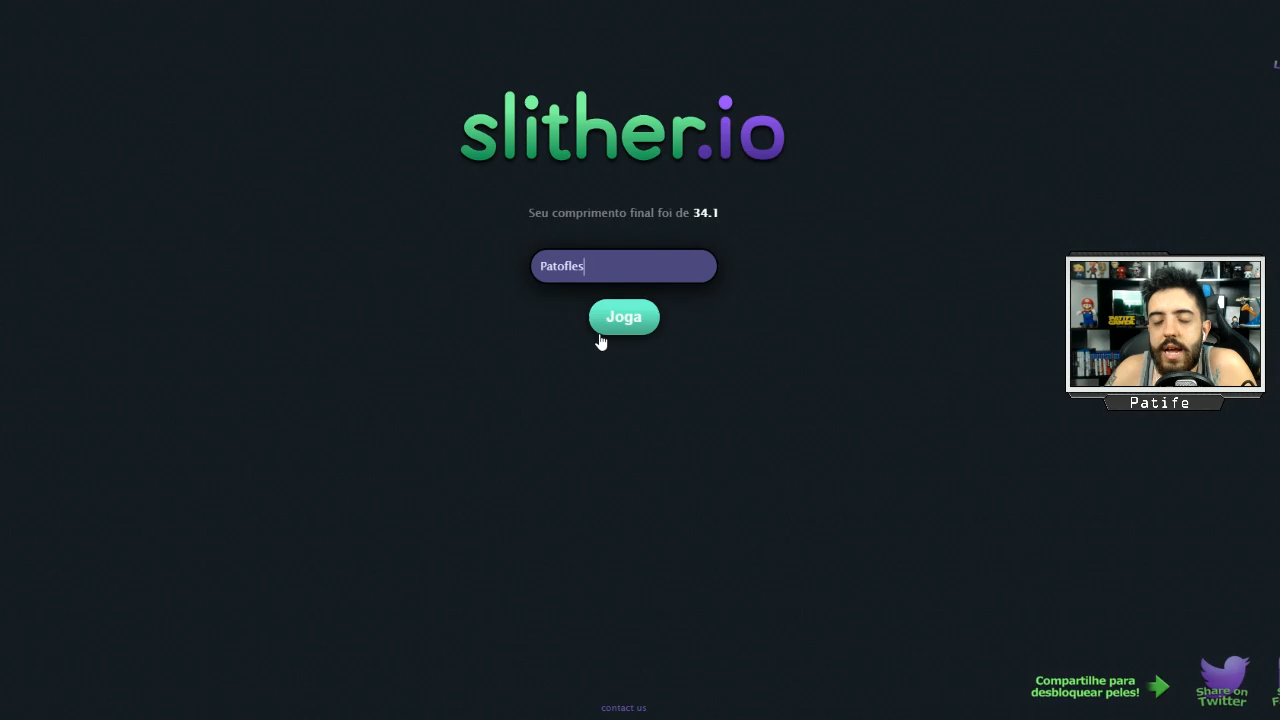 slither.io
Seu comprimento final foi de 34.1
Patofles
Joga
Patife
Compartilhe para
desbloquear peles!
Share on
Twitter
contact us